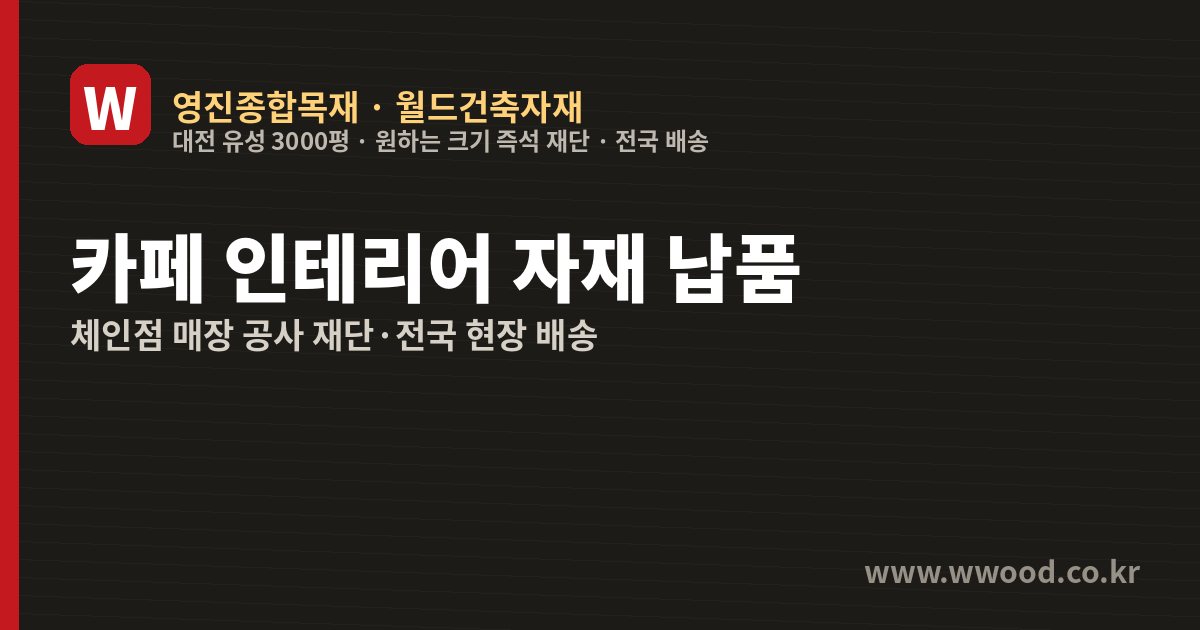 W
영진종합목재 · 월드건축자재
대전 유성 3000평 · 원하는 크기 즉석 재단 · 전국 배송
카페 인테리어 자재 납품
체인점 매장 공사 재단·전국 현장 배송
www.wwood.co.kr